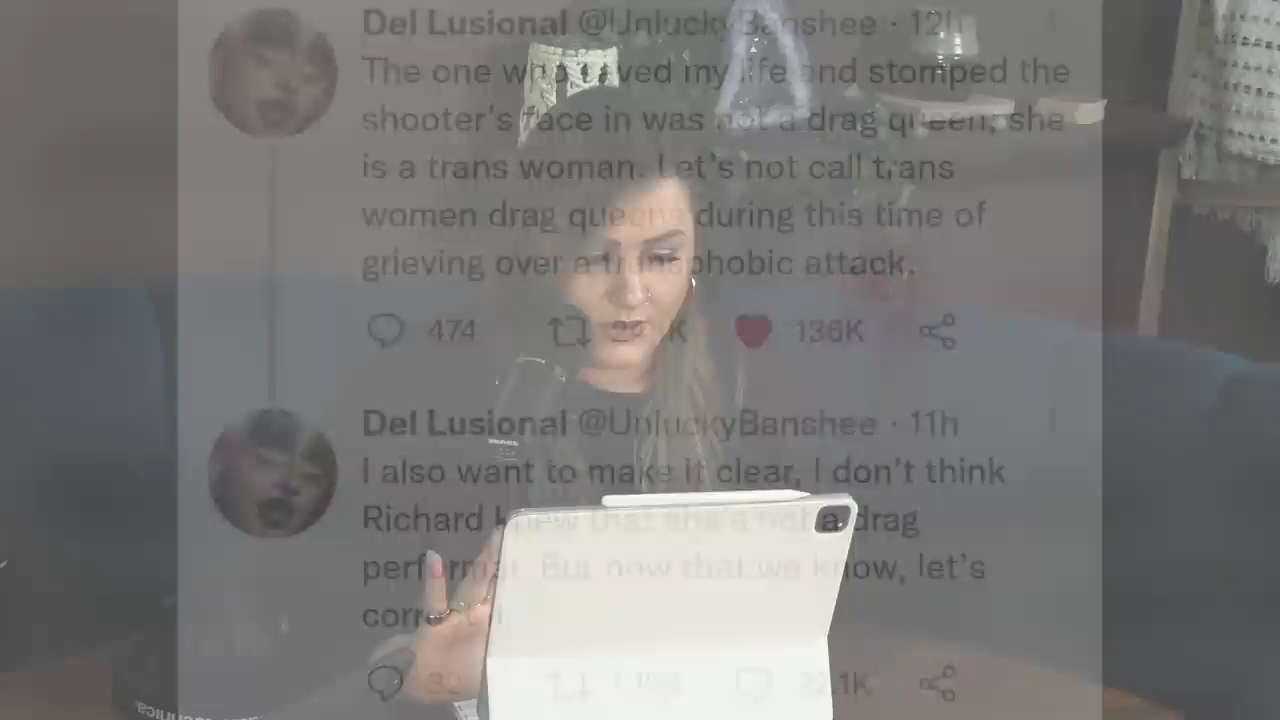 Del Lusional @UnluckyBanshee · 12h
The one who saved my life and stomped the
shooter's face in was not a drag queen, she
is a trans woman. Let's not call trans
women drag queens during this time of
grieving over a transphobic attack.
474 136K
Del Lusional @UnluckyBanshee · 11h
I also want to make it clear, I don't think
Richard knew that she's not a drag
performer. But now that we know, let's
correct it